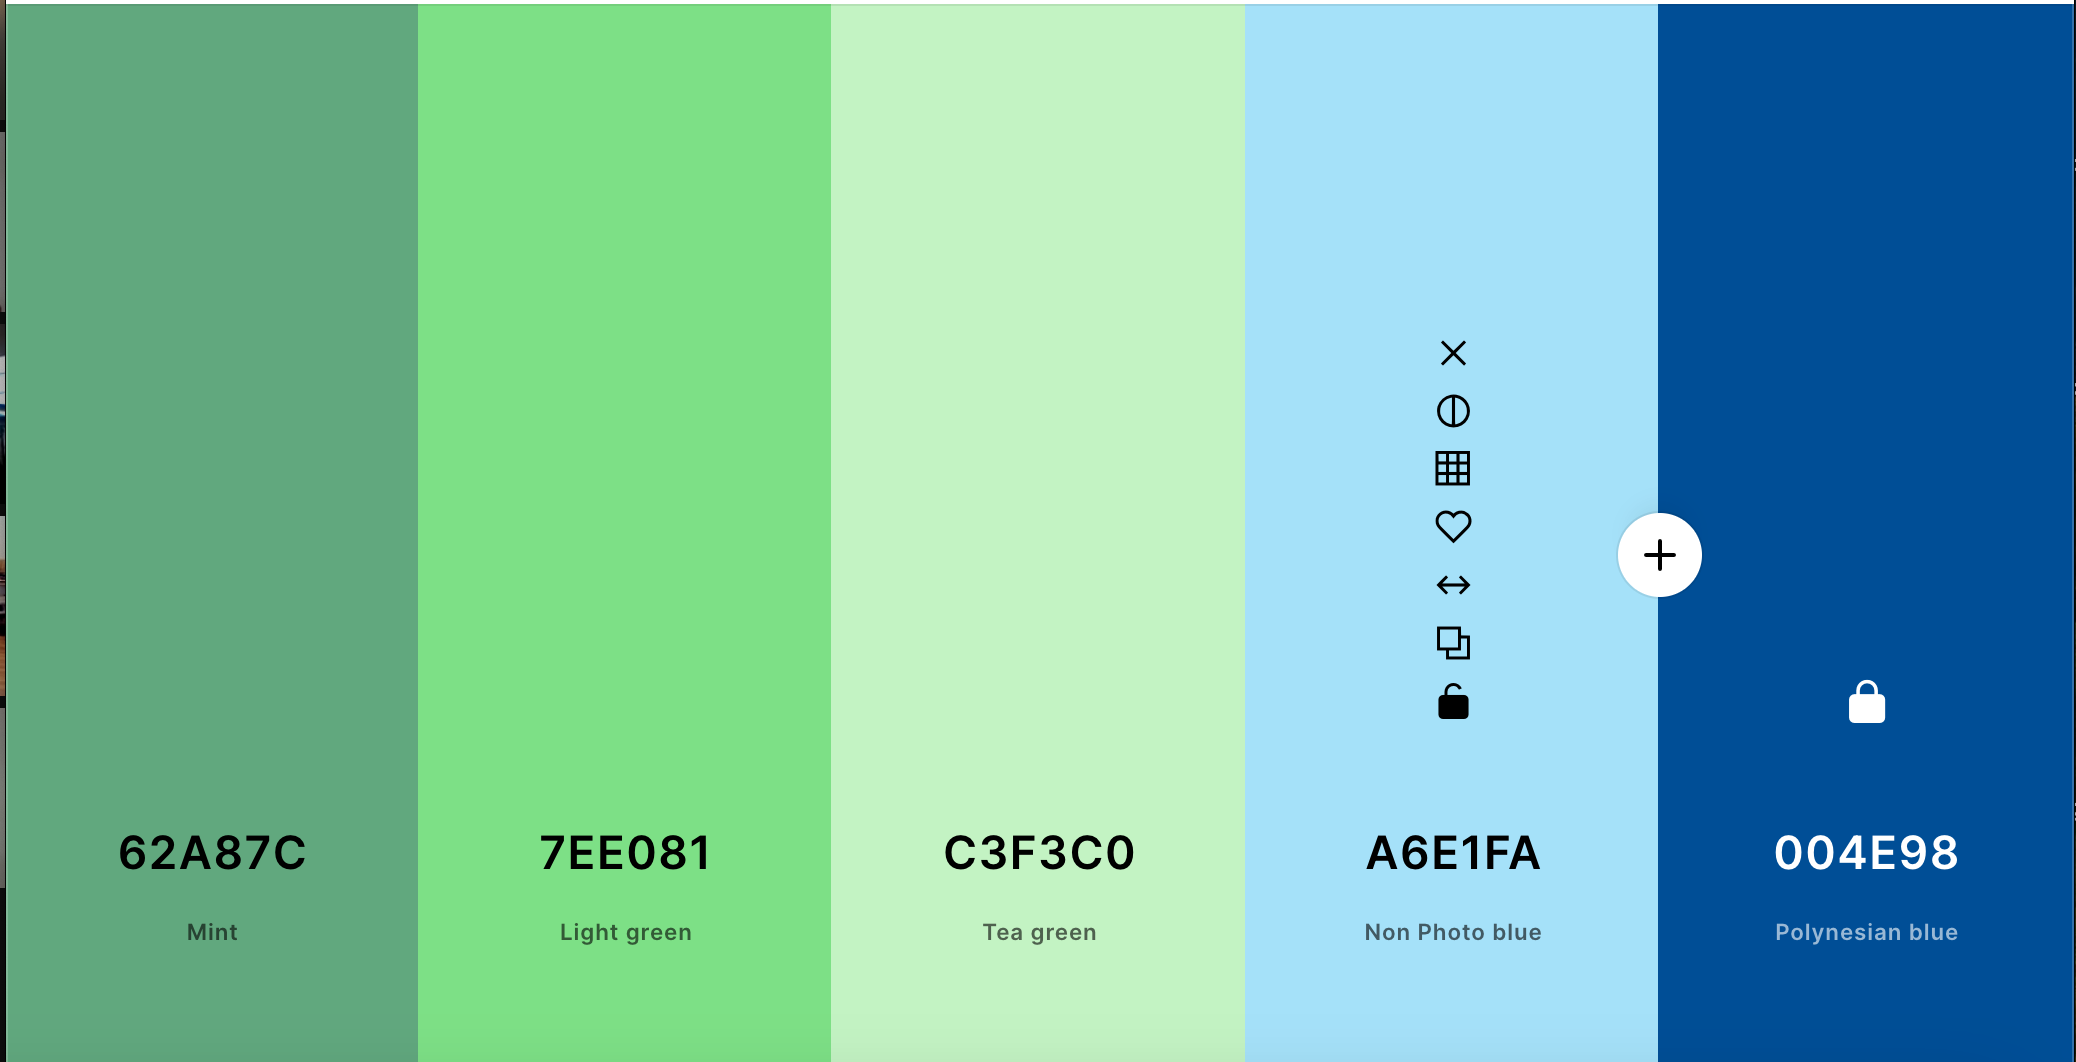 62A87C
Mint
7EE081
Light green
C3F3C0
Tea green
A6E1FA
Non Photo blue
004E98
Polynesian blue